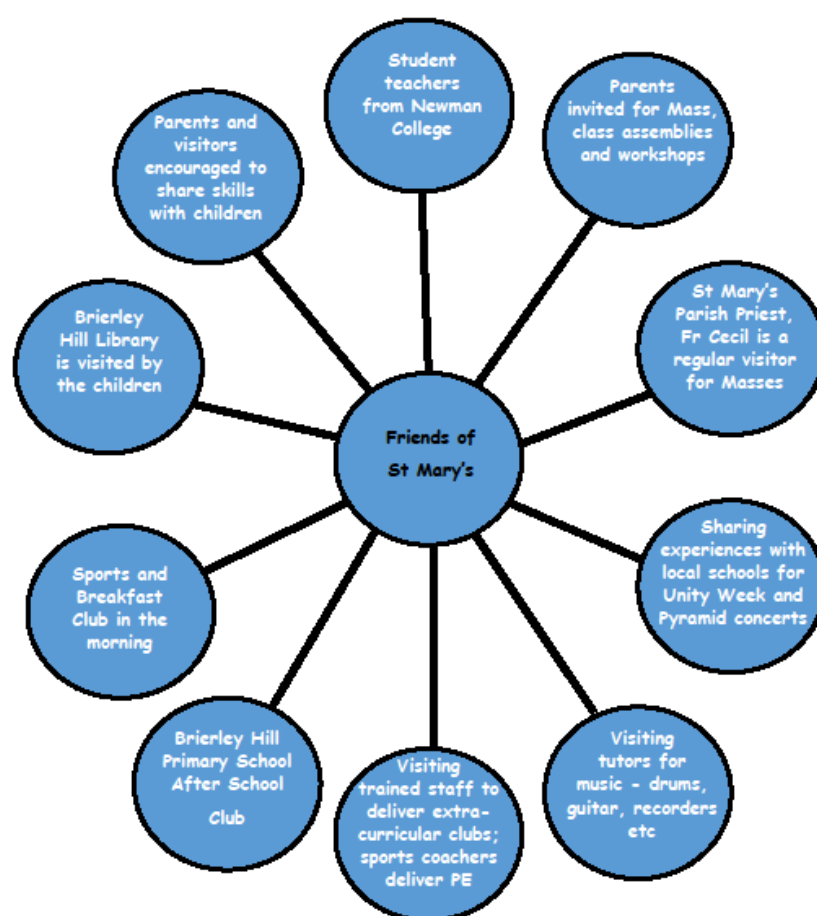 Student
teachers
from Newman
College
Parents
invited for Mass,
class assemblies
and workshops
St Mary's
Parish Priest,
Fr Cecil is a
regular visitor
for Masses
Sharing
experiences with
local schools for
Unity Week and
Pyramid concerts
Visiting
tutors for
music - drums,
guitar, recorders
etc
Visiting
trained staff to
deliver extra-
curricular clubs;
sports coachers
deliver PE
Brierley Hill
Primary School
After School
Club
Sports and
Breakfast
Club in the
morning
Brierley
Hill Library
is visited by
the children
Parents and
visitors
encouraged to
share skills
with children
Friends of
St Mary's